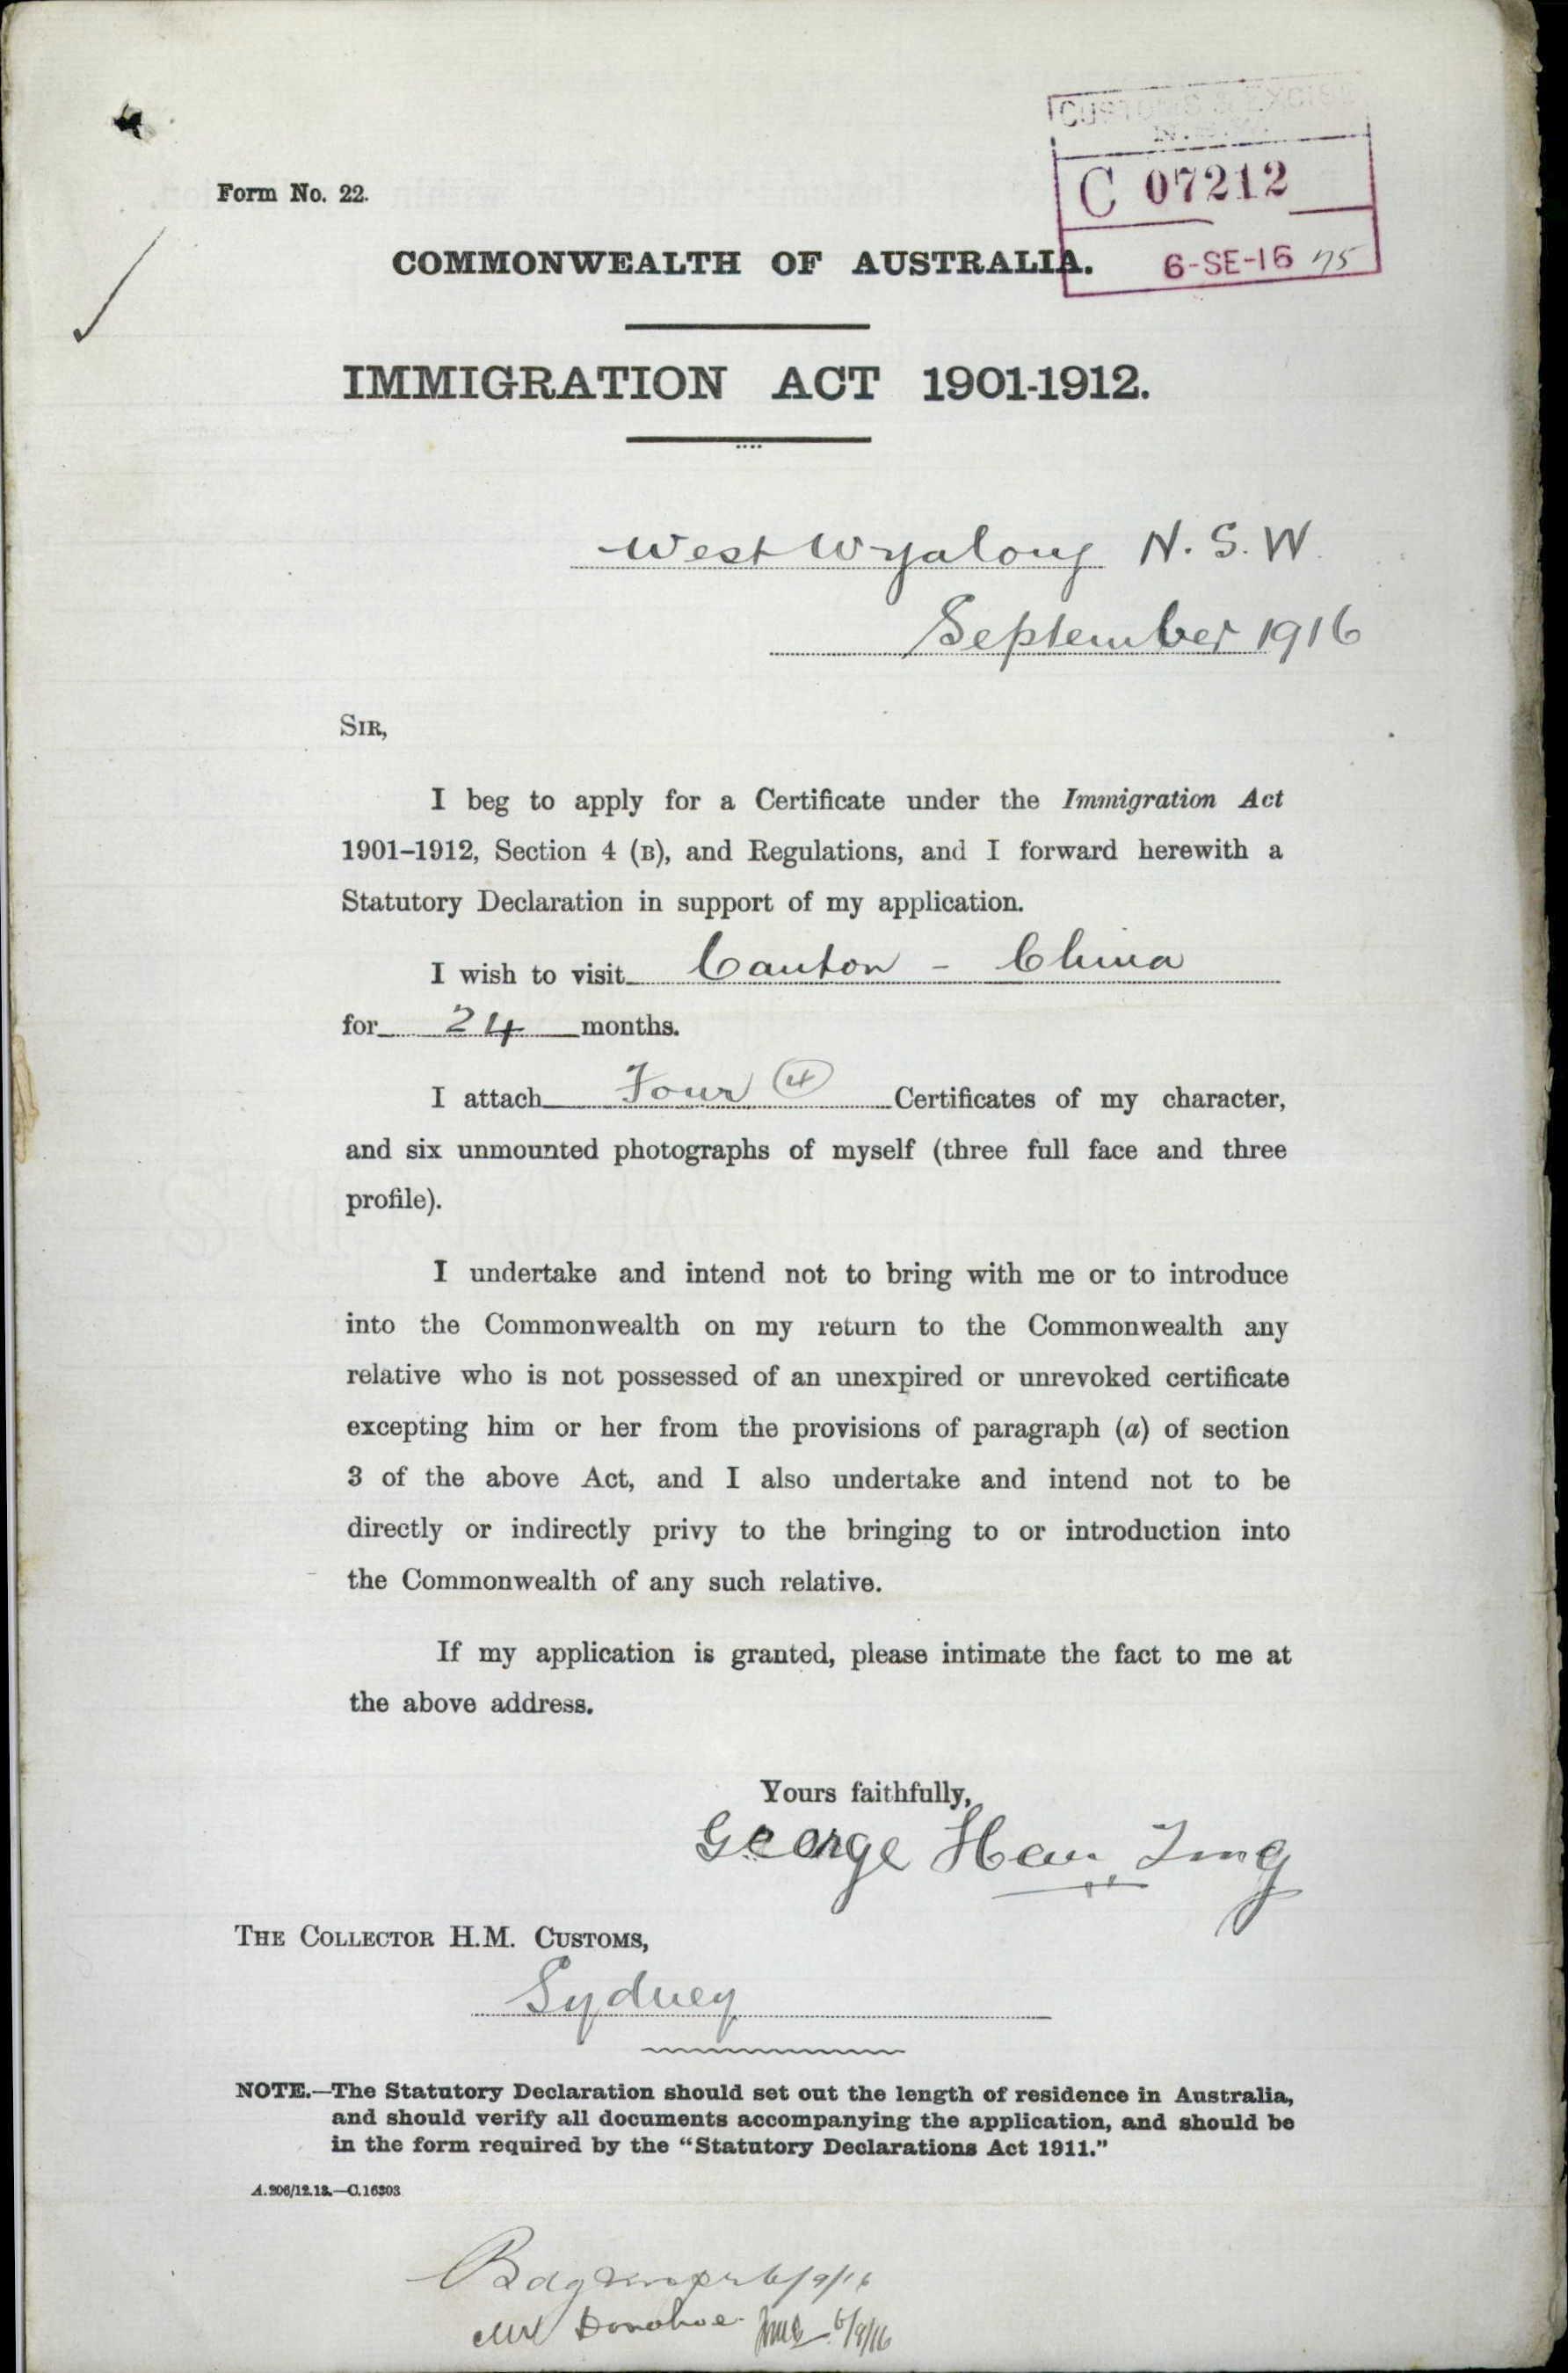 CUSTOMS & EXCISE
C 07212
6-SE-16 75
Form No. 22.
COMMONWEALTH OF AUSTRALIA.
IMMIGRATION ACT 1901-1912.
West Wyalong N.S.W.
September 1916
SIR,
I beg to apply for a Certificate under the Immigration Act
1901–1912, Section 4 (B), and Regulations, and I forward herewith a
Statutory Declaration in support of my application.
I wish to visit Canton - China
for 24 months.
I attach Four (4) Certificates of my character,
and six unmounted photographs of myself (three full face and three
profile).
I undertake and intend not to bring with me or to introduce
into the Commonwealth on my return to the Commonwealth any
relative who is not possessed of an unexpired or unrevoked certificate
excepting him or her from the provisions of paragraph (a) of section
3 of the above Act, and I also undertake and intend not to be
directly or indirectly privy to the bringing to or introduction into
the Commonwealth of any such relative.
If my application is granted, please intimate the fact to me at
the above address.
Yours faithfully,
George Han
THE COLLECTOR H.M. CUSTOMS,
Sydney
NOTE.—The Statutory Declaration should set out the length of residence in Australia,
and should verify all documents accompanying the application, and should be
in the form required by the “Statutory Declarations Act 1911.”
A.206/12.13.—C.16303
6/9/16
Mr Donohoe 6/9/16